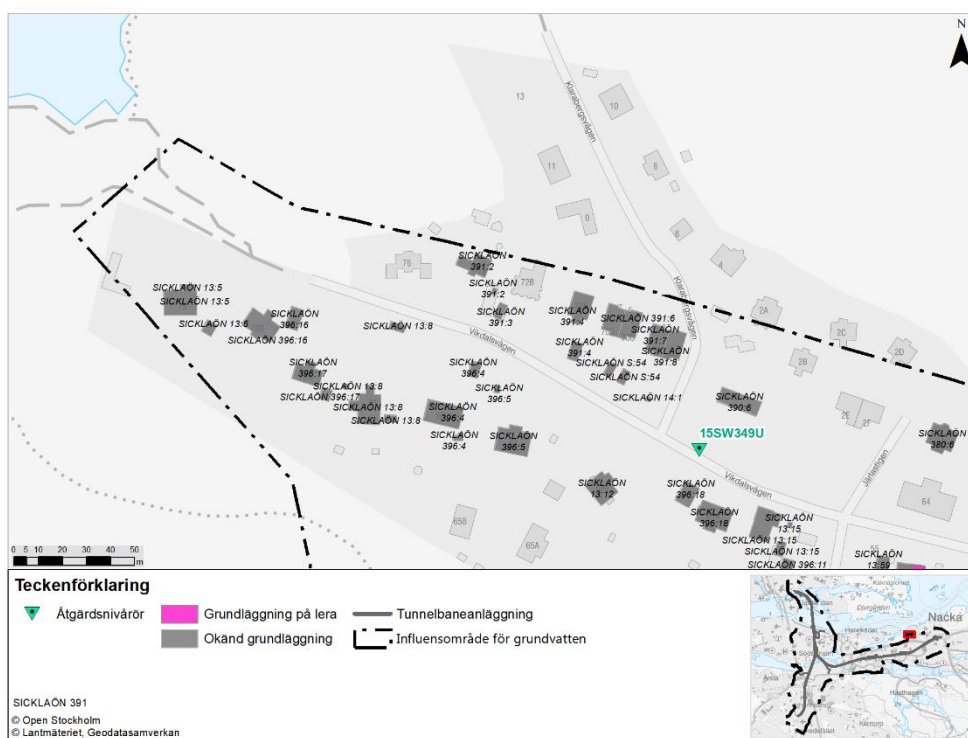 N
13
Klarabergsvägen
10
11
8
9
6
4
76
SICKLAÖN
391:2
72B
SICKLAÖN
391:2
SICKLAÖN
391:3
SICKLAÖN
391:4
SICKLAÖN 391:6
SICKLAÖN
391:7
SICKLAÖN
391:8
SICKLAÖN
391:4
SICKLAÖN S:54
SICKLAÖN S:54
SICKLAÖN 14:1
Klarabergsvägen
2A
2C
2D
2B
2E
2F
SICKLAÖN 13:5
SICKLAÖN 13:5
SICKLAÖN 13:6
SICKLAÖN
396:16
SICKLAÖN 396:16
SICKLAÖN 13:8
Vikdalsvägen
SICKLAÖN
396:17
SICKLAÖN 396:17
SICKLAÖN 13:8
SICKLAÖN 13:8
SICKLAÖN 13:8
SICKLAÖN
396:4
SICKLAÖN
396:5
SICKLAÖN
396:4
SICKLAÖN
396:4
SICKLAÖN
396:5
SICKLAÖN
390:6
15SW349U
SICKLAÖN
380:6
Järlastigen
Vikdalsvägen
64
SICKLAÖN
13:12
SICKLAÖN
396:18
SICKLAÖN
396:18
SICKLAÖN
13:15
SICKLAÖN 13:15
SICKLAÖN 13:15
SICKLAÖN 396:11
55
SICKLAÖN
13:59
65B
65A
0 5 10 20 30 40 50
m
Teckenförklaring
Åtgärdsnivårör
Grundläggning på lera
Okänd grundläggning
Tunnelbaneanläggning
Influensområde för grundvatten
SICKLAÖN 391
© Open Stockholm
© Lantmäteriet, Geodatasamverkan
Djurgården
Nacka